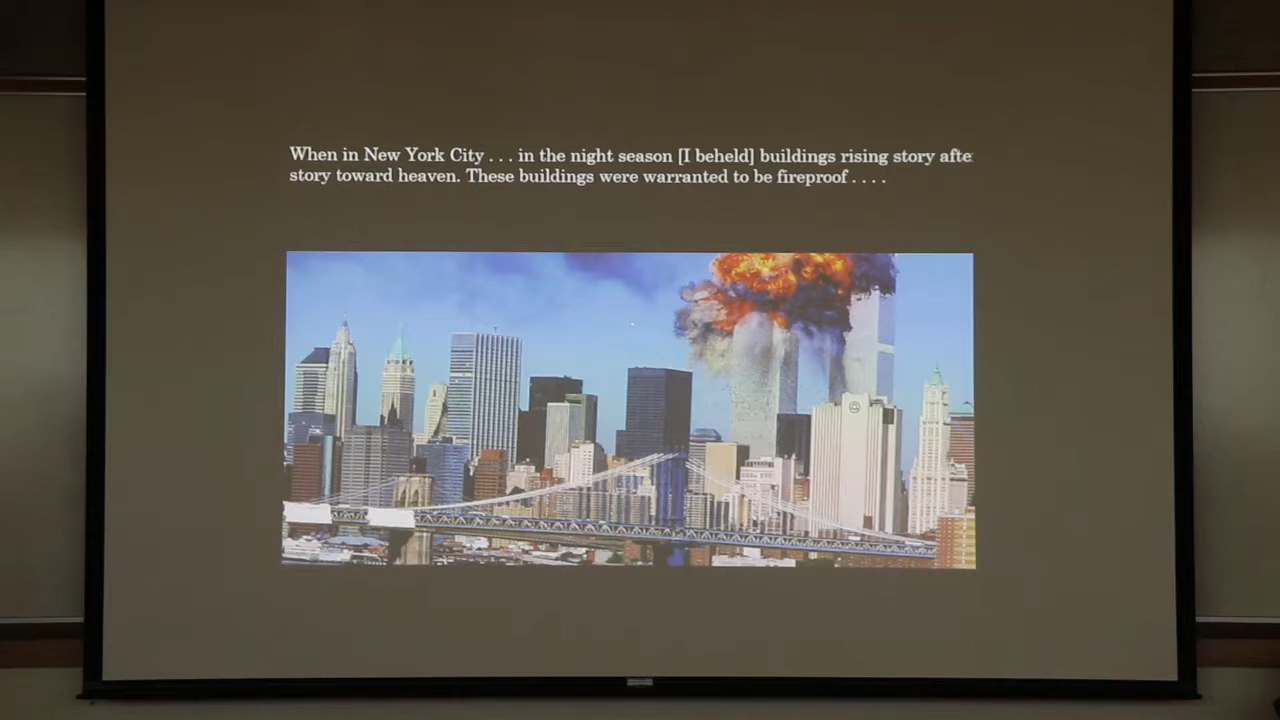 When in New York City . . . in the night season [I beheld] buildings rising story afte
story toward heaven. These buildings were warranted to be fireproof . . . .